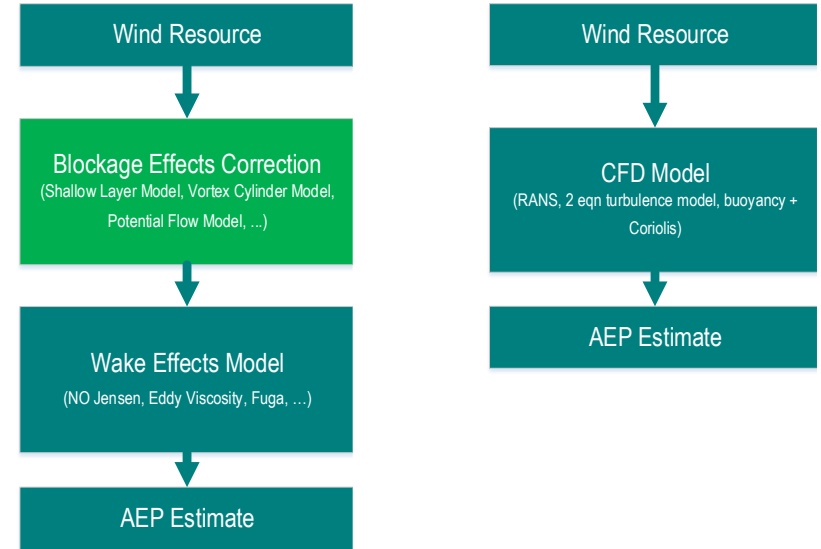 Wind Resource
Blockage Effects Correction
(Shallow Layer Model, Vortex Cylinder Model,
Potential Flow Model, ...)
Wake Effects Model
(NO Jensen, Eddy Viscosity, Fuga, …)
AEP Estimate
Wind Resource
CFD Model
(RANS, 2 eqn turbulence model, buoyancy +
Coriolis)
AEP Estimate